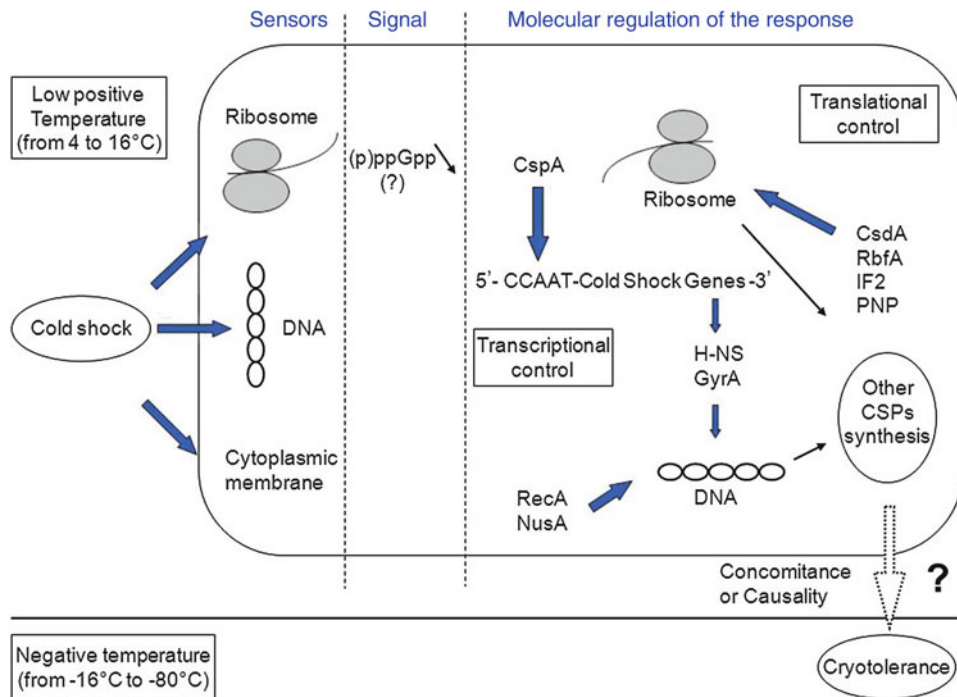 Sensors
Signal
Molecular regulation of the response
Low positive
Temperature
(from 4 to 16°C)
Ribosome
(p)ppGpp
(?)
CspA
Ribosome
Translational
control
CsdA
RbfA
IF2
PNP
5'- CCAAT-Cold Shock Genes -3'
Cold shock
DNA
Transcriptional
control
H-NS
GyrA
Other
CSPs
synthesis
Cytoplasmic
membrane
RecA
NusA
DNA
Concomitance
or Causality
?
Negative temperature
(from -16°C to -80°C)
Cryotolerance